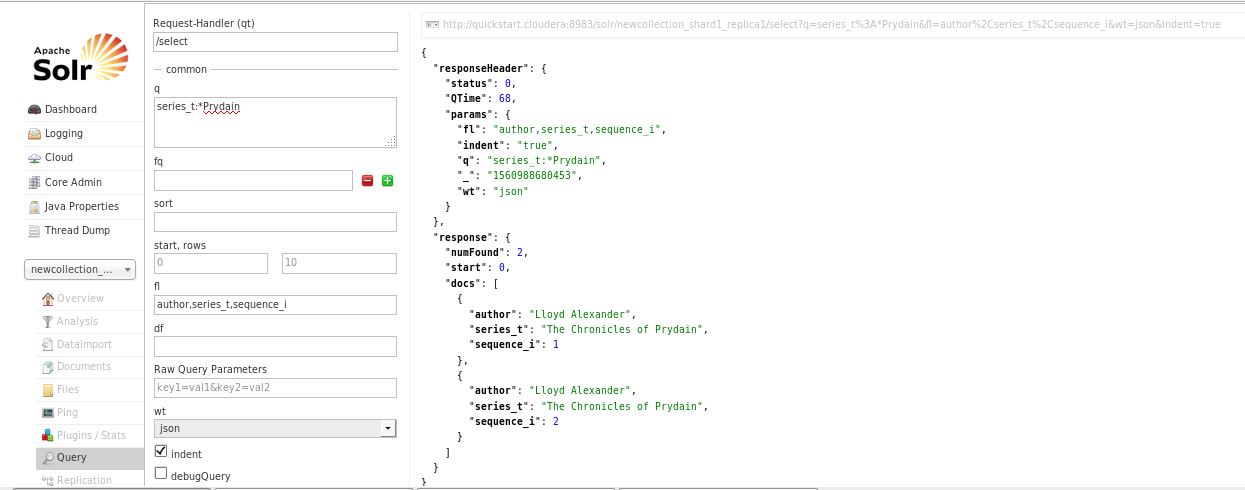 Apache
Solr
Dashboard
Logging
Cloud
Core Admin
Java Properties
Thread Dump
newcollection_...
Overview
Analysis
Dataimport
Documents
Files
Ping
Plugins / Stats
Query
Replication
Request-Handler (qt)
/select
common
q
series_t:*Prydain
fq
sort
start, rows
0 10
fl
author,series_t,sequence_i
df
Raw Query Parameters
key1=val1&key2=val2
wt
json
indent
debugQuery
http://quickstart.cloudera:8983/solr/newcollection_shard1_replica1/select?q=series_t%3A*Prydain&fl=author%2Cseries_t%2Csequence_i&wt=json&indent=true
{
"responseHeader": {
"status": 0,
"QTime": 68,
"params": {
"fl": "author,series_t,sequence_i",
"indent": "true",
"q": "series_t:*Prydain",
"_": "1560988680453",
"wt": "json"
}
},
"response": {
"numFound": 2,
"start": 0,
"docs": [
{
"author": "Lloyd Alexander",
"series_t": "The Chronicles of Prydain",
"sequence_i": 1
},
{
"author": "Lloyd Alexander",
"series_t": "The Chronicles of Prydain",
"sequence_i": 2
}
]
}
}